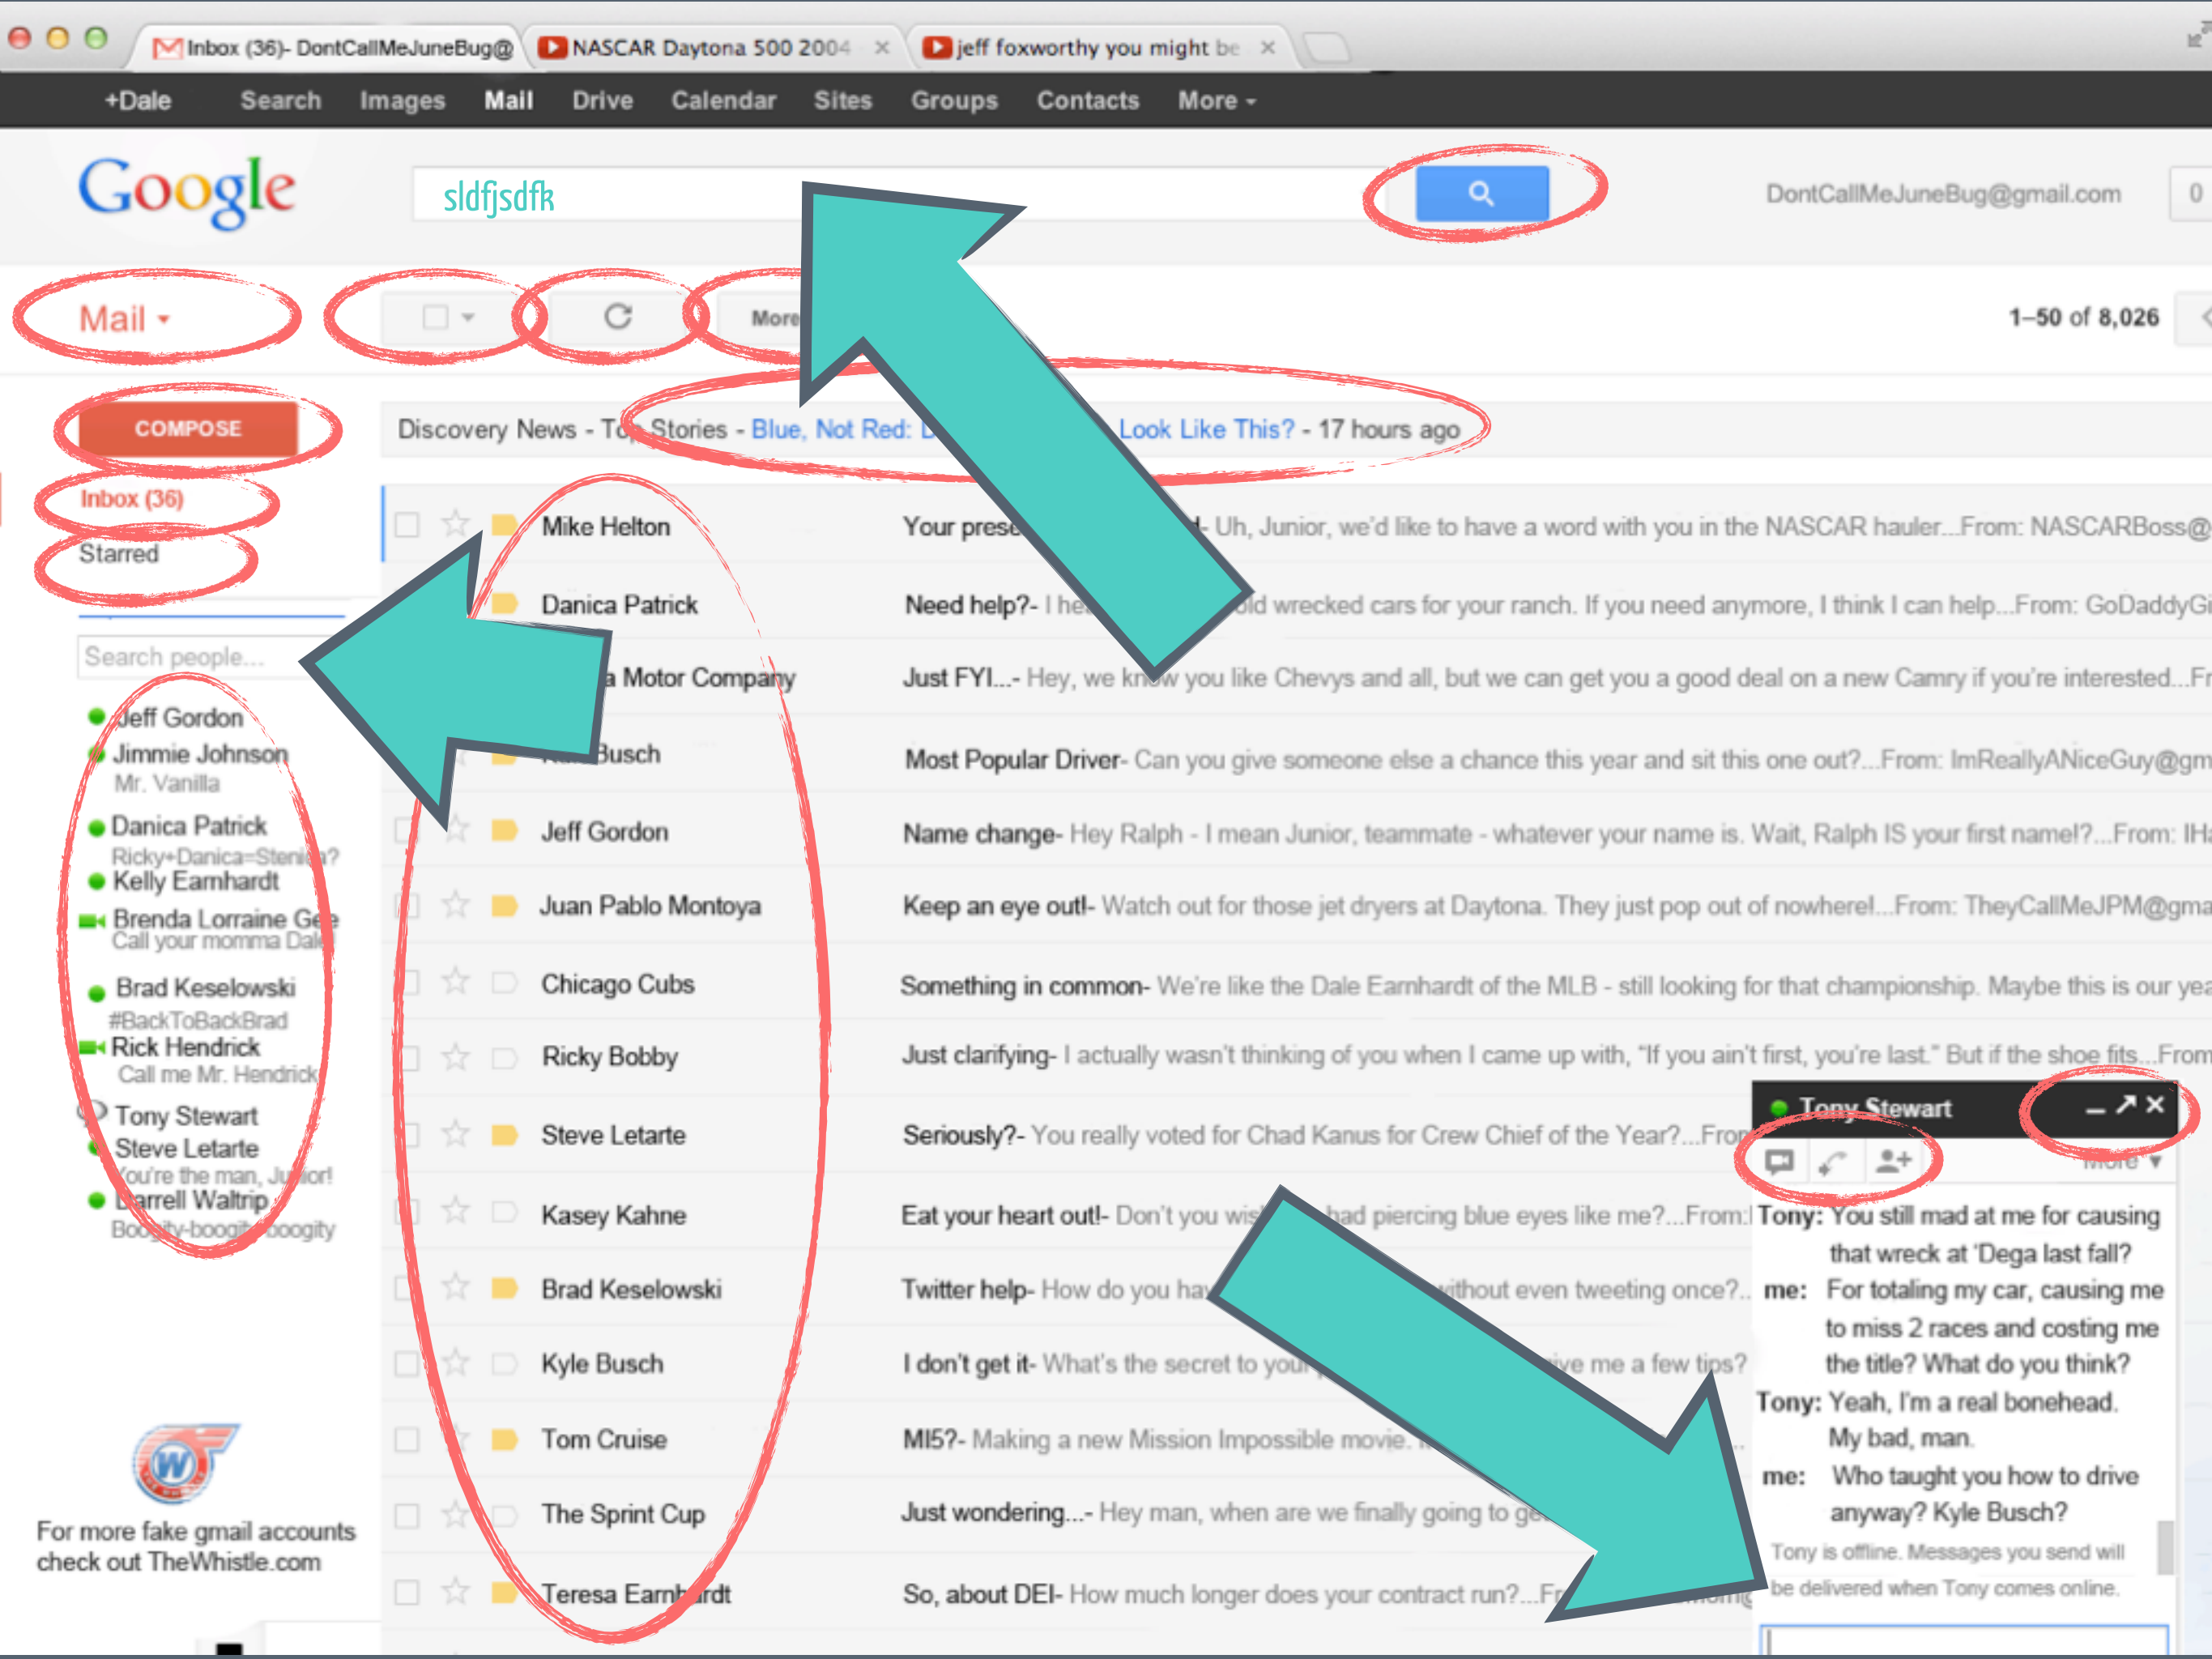 Inbox (36)- DontCallMeJuneBug@
NASCAR Daytona 500 2004
jeff foxworthy you might be
+Dale Search Images Mail Drive Calendar Sites Groups Contacts More
Google
sldfjsdfk
DontCallMeJuneBug@gmail.com 0
Mail
More
1–50 of 8,026
COMPOSE
Discovery News - Top Stories - Blue, Not Red: Look Like This? - 17 hours ago
Inbox (36)
Starred
Search people...
Jeff Gordon
Jimmie Johnson
Mr. Vanilla
Danica Patrick
Ricky+Danica=Stenica?
Kelly Earnhardt
Brenda Lorraine Gee
Call your momma Dale
Brad Keselowski
#BackToBackBrad
Rick Hendrick
Call me Mr. Hendrick
Tony Stewart
Steve Letarte
You're the man, Junior!
Darrell Waltrip
Boogity-boogity-boogity
W
For more fake gmail accounts
check out TheWhistle.com
Mike Helton Your prese - Uh, Junior, we'd like to have a word with you in the NASCAR hauler...From: NASCARBoss@
Danica Patrick Need help?- I old wrecked cars for your ranch. If you need anymore, I think I can help...From: GoDaddyGi
a Motor Company Just FYI...- Hey, we know you like Chevys and all, but we can get you a good deal on a new Camry if you're interested...Fr
Busch Most Popular Driver- Can you give someone else a chance this year and sit this one out?...From: ImReallyANiceGuy@gm
Jeff Gordon Name change- Hey Ralph - I mean Junior, teammate - whatever your name is. Wait, Ralph IS your first name!?...From: IHa
Juan Pablo Montoya Keep an eye out!- Watch out for those jet dryers at Daytona. They just pop out of nowhere!...From: TheyCallMeJPM@gma
Chicago Cubs Something in common- We're like the Dale Earnhardt of the MLB - still looking for that championship. Maybe this is our yea
Ricky Bobby Just clarifying- I actually wasn't thinking of you when I came up with, "If you ain't first, you're last." But if the shoe fits...From
Steve Letarte Seriously?- You really voted for Chad Kanus for Crew Chief of the Year?...From
Kasey Kahne Eat your heart out!- Don't you had piercing blue eyes like me?...From:
Brad Keselowski Twitter help- How do you without even tweeting once?..
Kyle Busch I don't get it- What's the secret to your give me a few tips?
Tom Cruise MI5?- Making a new Mission Impossible movie.
The Sprint Cup Just wondering...- Hey man, when are we finally going to
Teresa Earnhardt So, about DEI- How much longer does your contract run?...
Tony Stewart
More
Tony: You still mad at me for causing
that wreck at 'Dega last fall?
me: For totaling my car, causing me
to miss 2 races and costing me
the title? What do you think?
Tony: Yeah, I'm a real bonehead.
My bad, man.
me: Who taught you how to drive
anyway? Kyle Busch?
Tony is offline. Messages you send will
be delivered when Tony comes online.